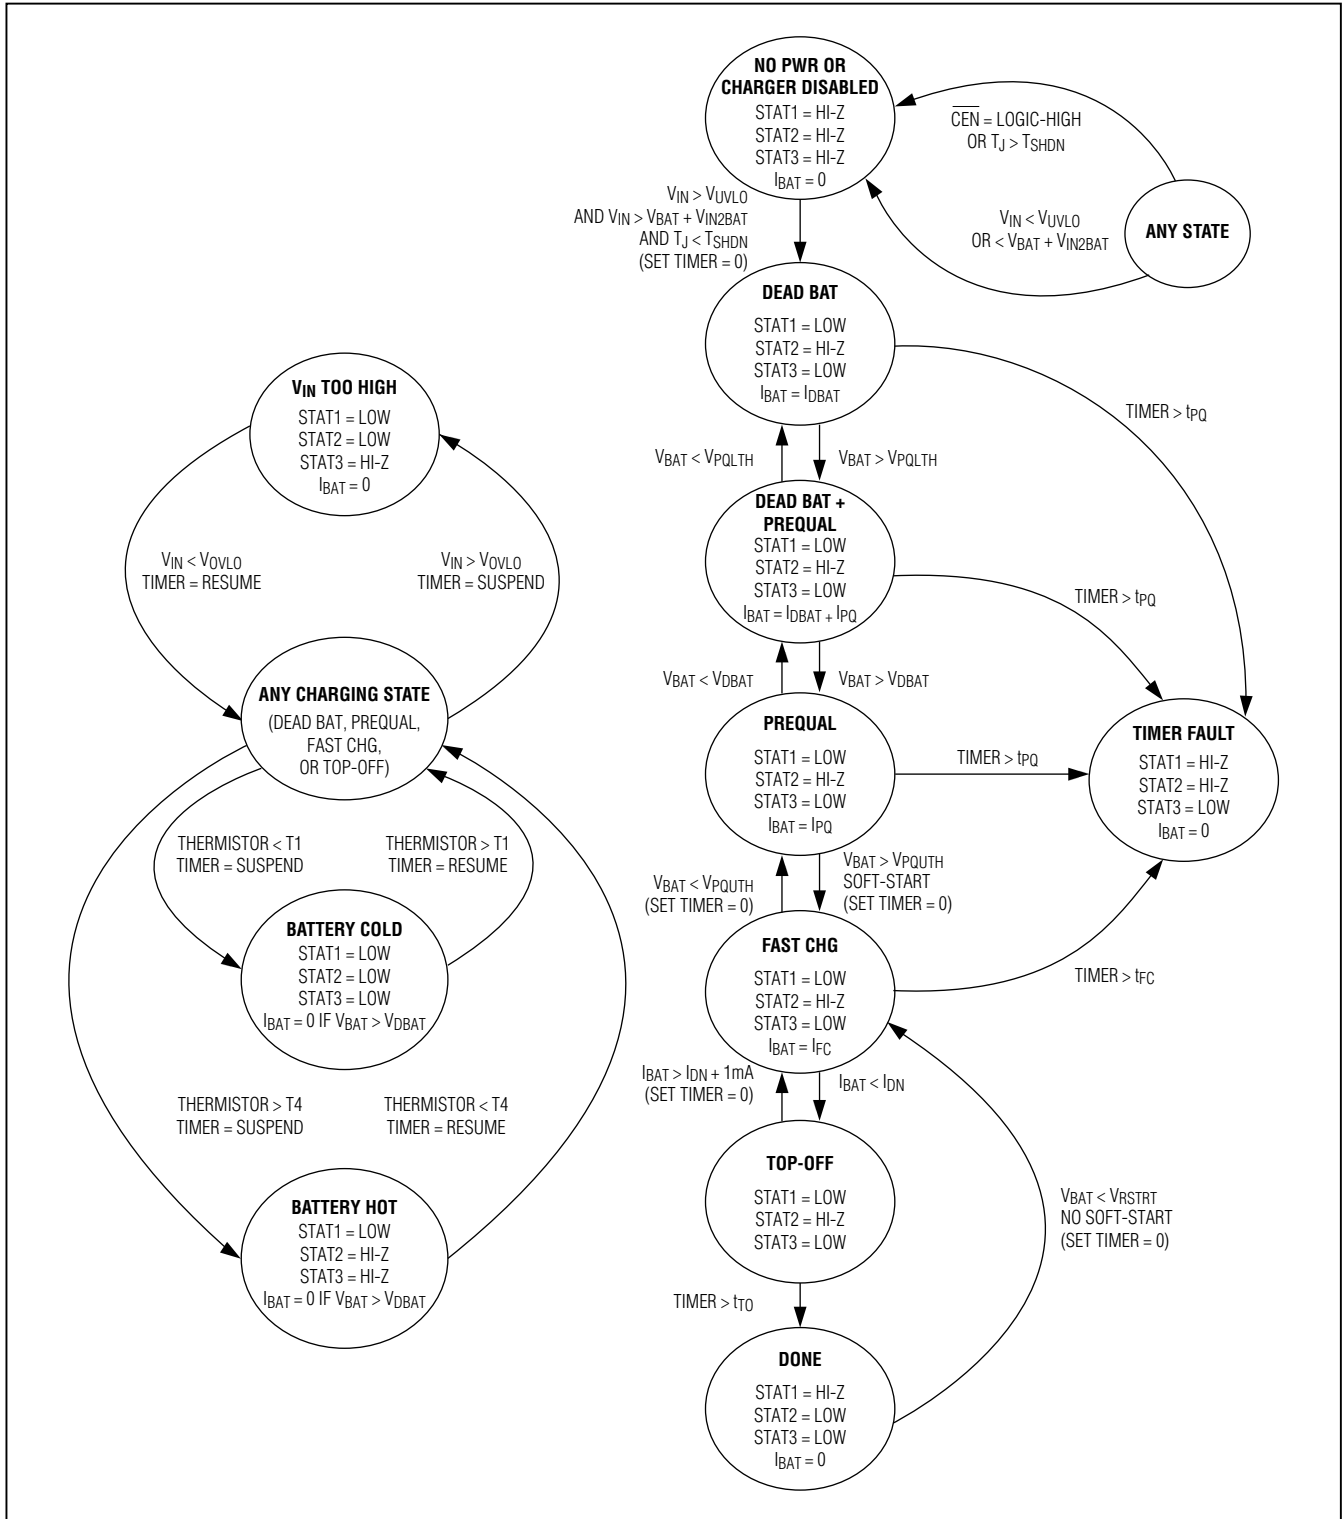 NO PWR OR
CHARGER DISABLED
STAT1 = HI-Z
STAT2 = HI-Z
STAT3 = HI-Z
IBAT = 0
CEN = LOGIC-HIGH
OR TJ > TSHDN
VIN < VUVLO
OR < VBAT + VIN2BAT
ANY STATE
VIN > VUVLO
AND VIN > VBAT + VIN2BAT
AND TJ < TSHDN
(SET TIMER = 0)
DEAD BAT
STAT1 = LOW
STAT2 = HI-Z
STAT3 = LOW
IBAT = IDBAT
TIMER > tPQ
VBAT < VPQLTH
VBAT > VPQLTH
DEAD BAT +
PREQUAL
STAT1 = LOW
STAT2 = HI-Z
STAT3 = LOW
IBAT = IDBAT + IPQ
TIMER > tPQ
VBAT < VDBAT
VBAT > VDBAT
PREQUAL
STAT1 = LOW
STAT2 = HI-Z
STAT3 = LOW
IBAT = IPQ
TIMER > tPQ
TIMER FAULT
STAT1 = HI-Z
STAT2 = HI-Z
STAT3 = LOW
IBAT = 0
VBAT < VPQUTH
(SET TIMER = 0)
VBAT > VPQUTH
SOFT-START
(SET TIMER = 0)
FAST CHG
STAT1 = LOW
STAT2 = HI-Z
STAT3 = LOW
IBAT = IFC
TIMER > tFC
IBAT > IDN + 1mA
(SET TIMER = 0)
IBAT < IDN
TOP-OFF
STAT1 = LOW
STAT2 = HI-Z
STAT3 = LOW
VBAT < VRSTRT
NO SOFT-START
(SET TIMER = 0)
TIMER > tTO
DONE
STAT1 = HI-Z
STAT2 = LOW
STAT3 = LOW
IBAT = 0
VIN TOO HIGH
STAT1 = LOW
STAT2 = LOW
STAT3 = HI-Z
IBAT = 0
VIN < VOVLO
TIMER = RESUME
VIN > VOVLO
TIMER = SUSPEND
ANY CHARGING STATE
(DEAD BAT, PREQUAL,
FAST CHG,
OR TOP-OFF)
THERMISTOR < T1
TIMER = SUSPEND
THERMISTOR > T1
TIMER = RESUME
BATTERY COLD
STAT1 = LOW
STAT2 = LOW
STAT3 = LOW
IBAT = 0 IF VBAT > VDBAT
THERMISTOR > T4
TIMER = SUSPEND
THERMISTOR < T4
TIMER = RESUME
BATTERY HOT
STAT1 = LOW
STAT2 = HI-Z
STAT3 = HI-Z
IBAT = 0 IF VBAT > VDBAT